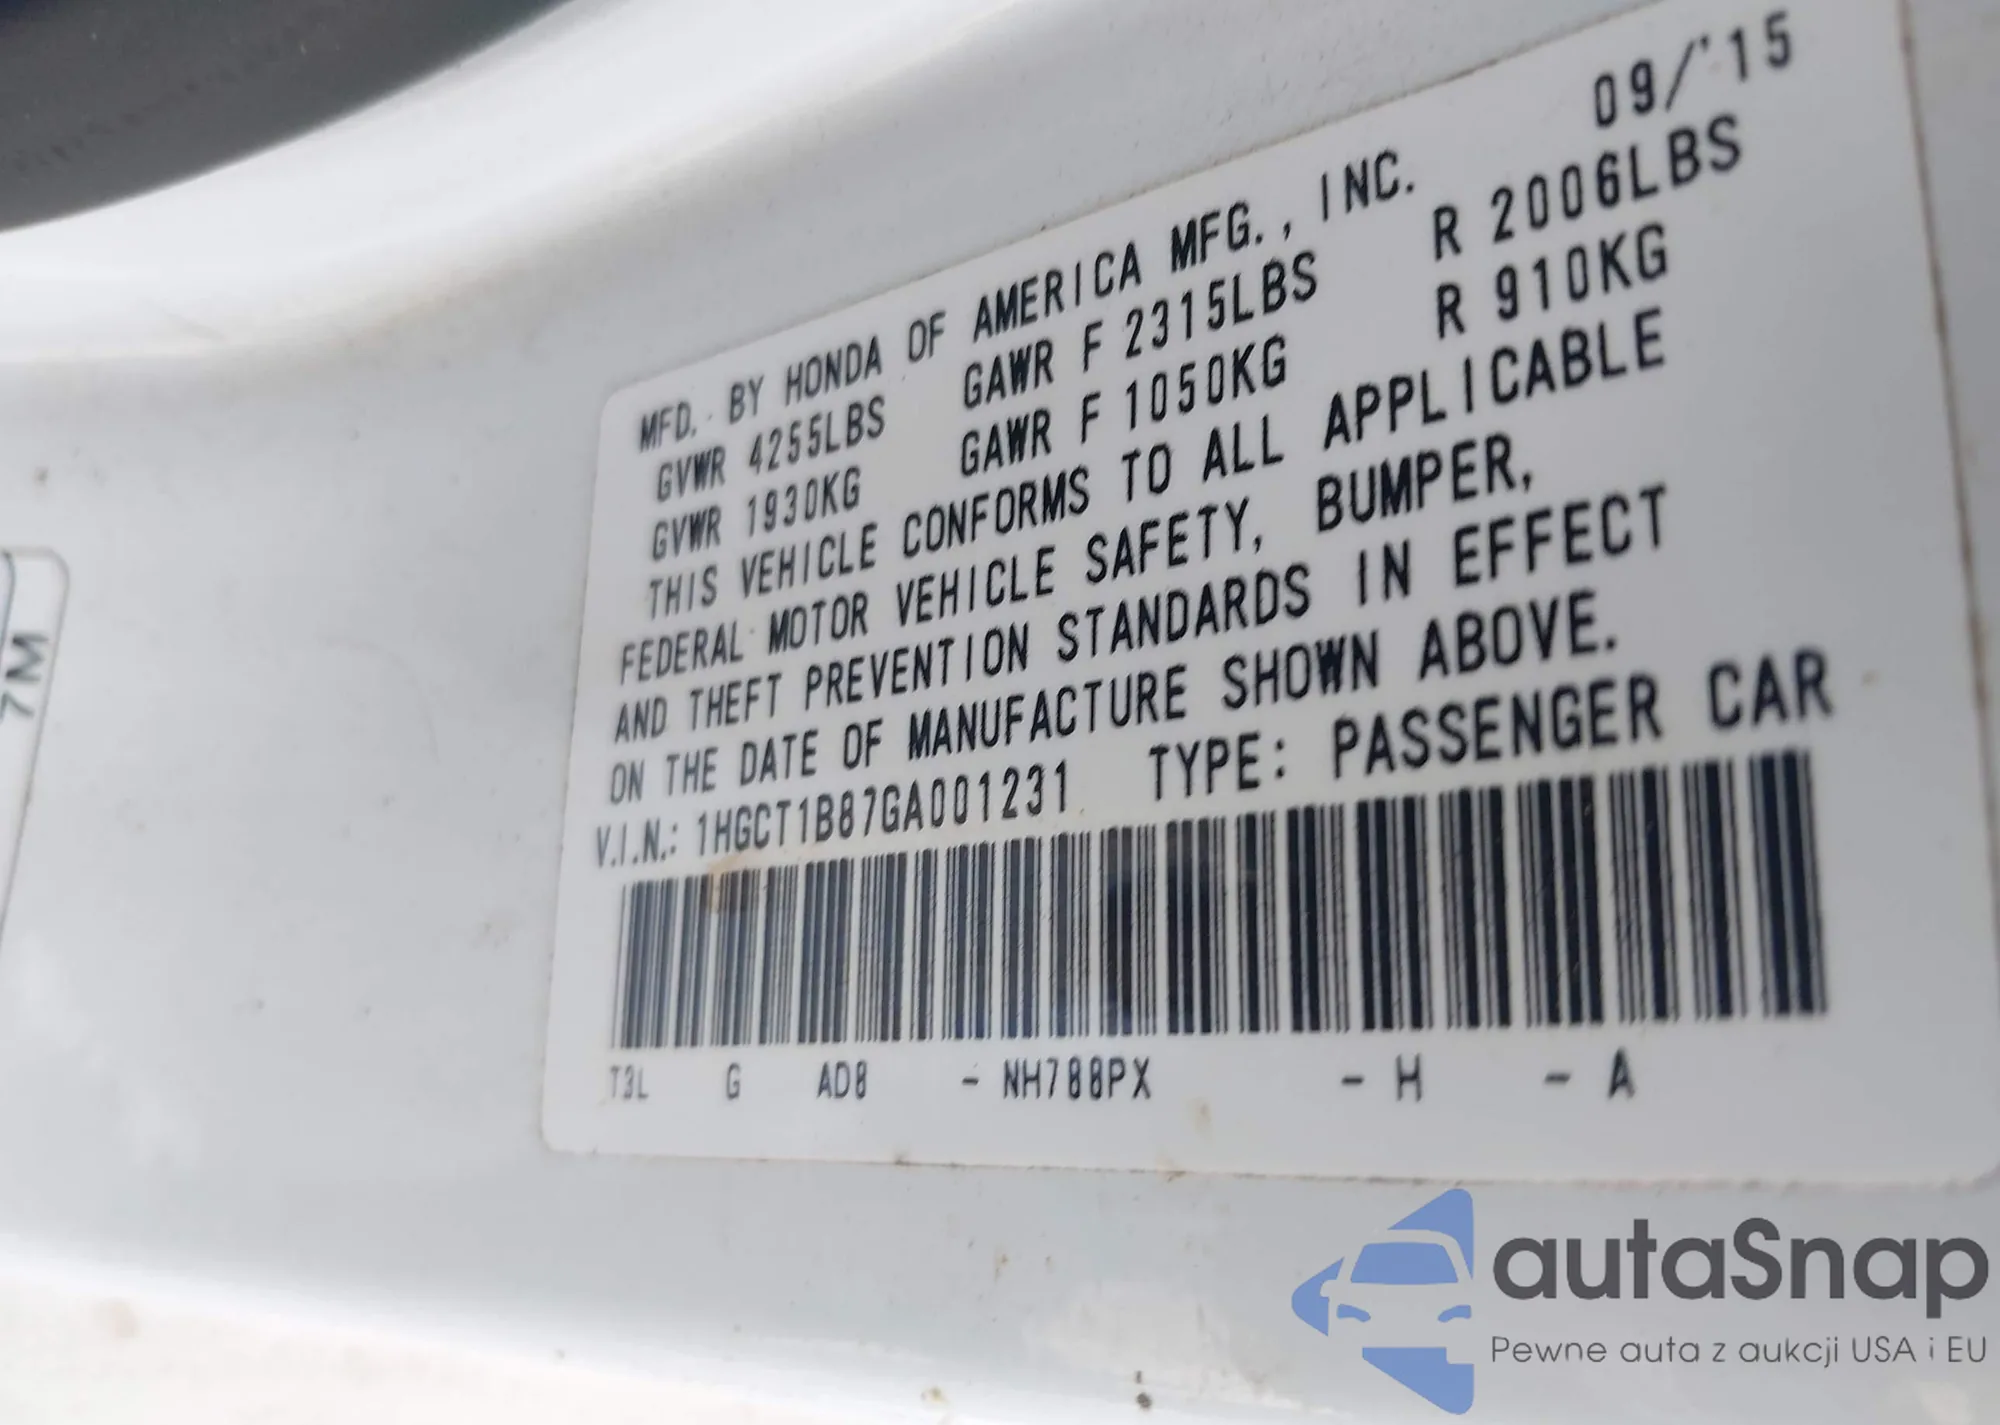 09/'15
MFD. BY HONDA OF AMERICA MFG., INC.
GVWR 4255LBS GAWR F 2315LBS R 2006LBS
GVWR 1930KG GAWR F 1050KG R 910KG
THIS VEHICLE CONFORMS TO ALL APPLICABLE
FEDERAL MOTOR VEHICLE SAFETY, BUMPER,
AND THEFT PREVENTION STANDARDS IN EFFECT
ON THE DATE OF MANUFACTURE SHOWN ABOVE.
V.I.N.: 1HGCT1B87GA001231 TYPE: PASSENGER CAR
T3L G AD8 - NH788PX - H - A
7M
autaSnap
Pewne auta z aukcji USA i EU